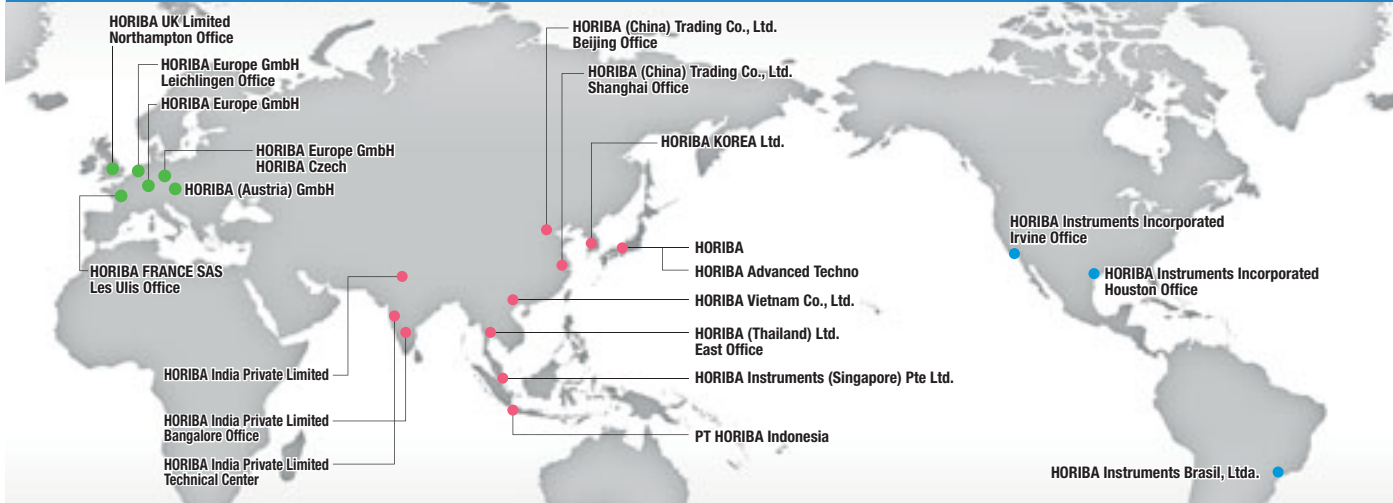 HORIBA UK Limited
Northampton Office
HORIBA Europe GmbH
Leichlingen Office
HORIBA Europe GmbH
HORIBA Europe GmbH
HORIBA Czech
HORIBA (Austria) GmbH
HORIBA FRANCE SAS
Les Ulis Office
HORIBA India Private Limited
HORIBA India Private Limited
Bangalore Office
HORIBA India Private Limited
Technical Center
HORIBA (China) Trading Co., Ltd.
Beijing Office
HORIBA (China) Trading Co., Ltd.
Shanghai Office
HORIBA KOREA Ltd.
HORIBA
HORIBA Advanced Techno
HORIBA Vietnam Co., Ltd.
HORIBA (Thailand) Ltd.
East Office
HORIBA Instruments (Singapore) Pte Ltd.
PT HORIBA Indonesia
HORIBA Instruments Incorporated
Irvine Office
HORIBA Instruments Incorporated
Houston Office
HORIBA Instruments Brasil, Ltda.